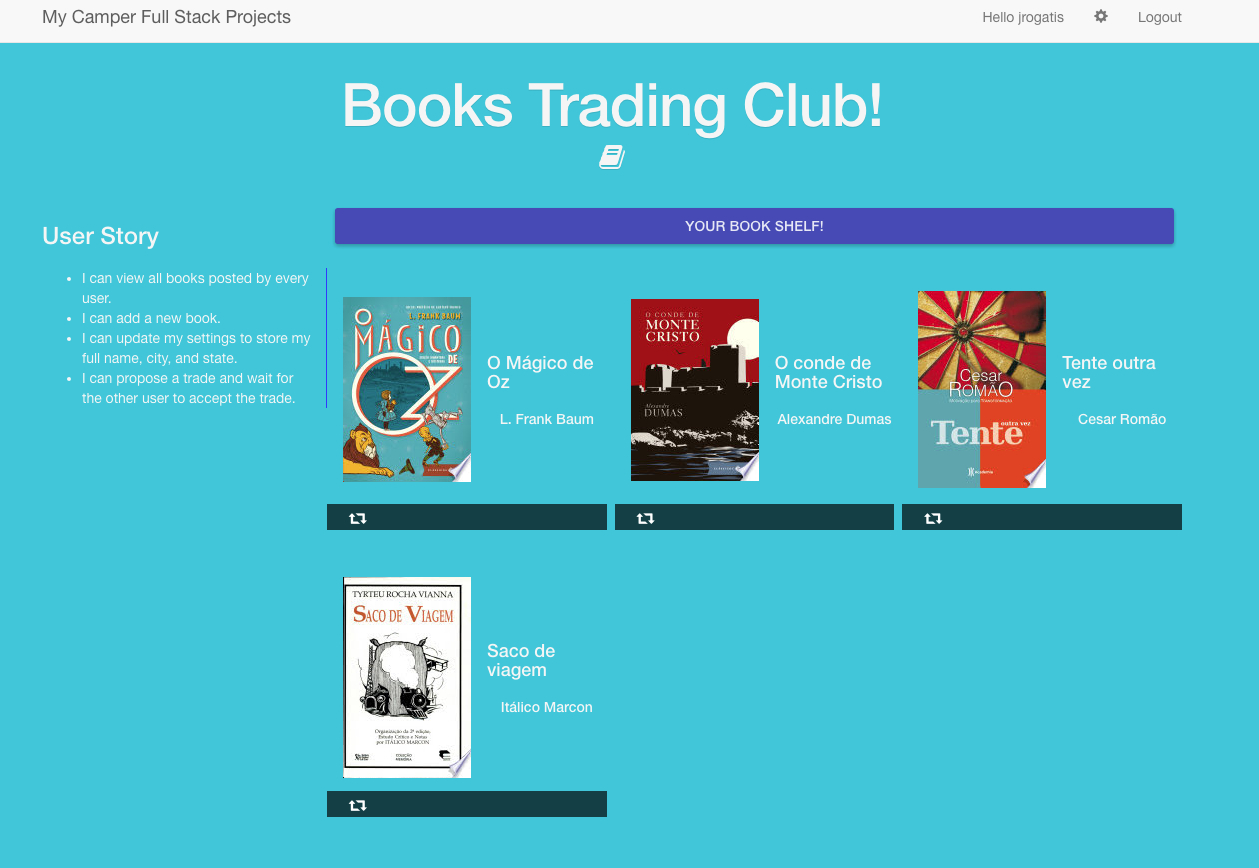 My Camper Full Stack Projects
Hello jrogatis
Logout
Books Trading Club!
User Story
I can view all books posted by every
user.
I can add a new book.
I can update my settings to store my
full name, city, and state.
I can propose a trade and wait for
the other user to accept the trade.
YOUR BOOK SHELF!
L. FRANK BAUM
O MÁGICO
DE
OZ
O Mágico de
Oz
L. Frank Baum
O CONDE DE
MONTE
CRISTO
Alexandre
DUMAS
O conde de
Monte Cristo
Alexandre Dumas
Cesar
ROMÃO
Tente
outra vez
Academia
Tente outra
vez
Cesar Romão
TYRTEU ROCHA VIANNA
SACO DE VIAGEM
Organização da 2ª edição,
Estudo Crítico e Notas
por ITÁLICO MARCON
COLEÇÃO
MEMÓRIA
Saco de
viagem
Itálico Marcon